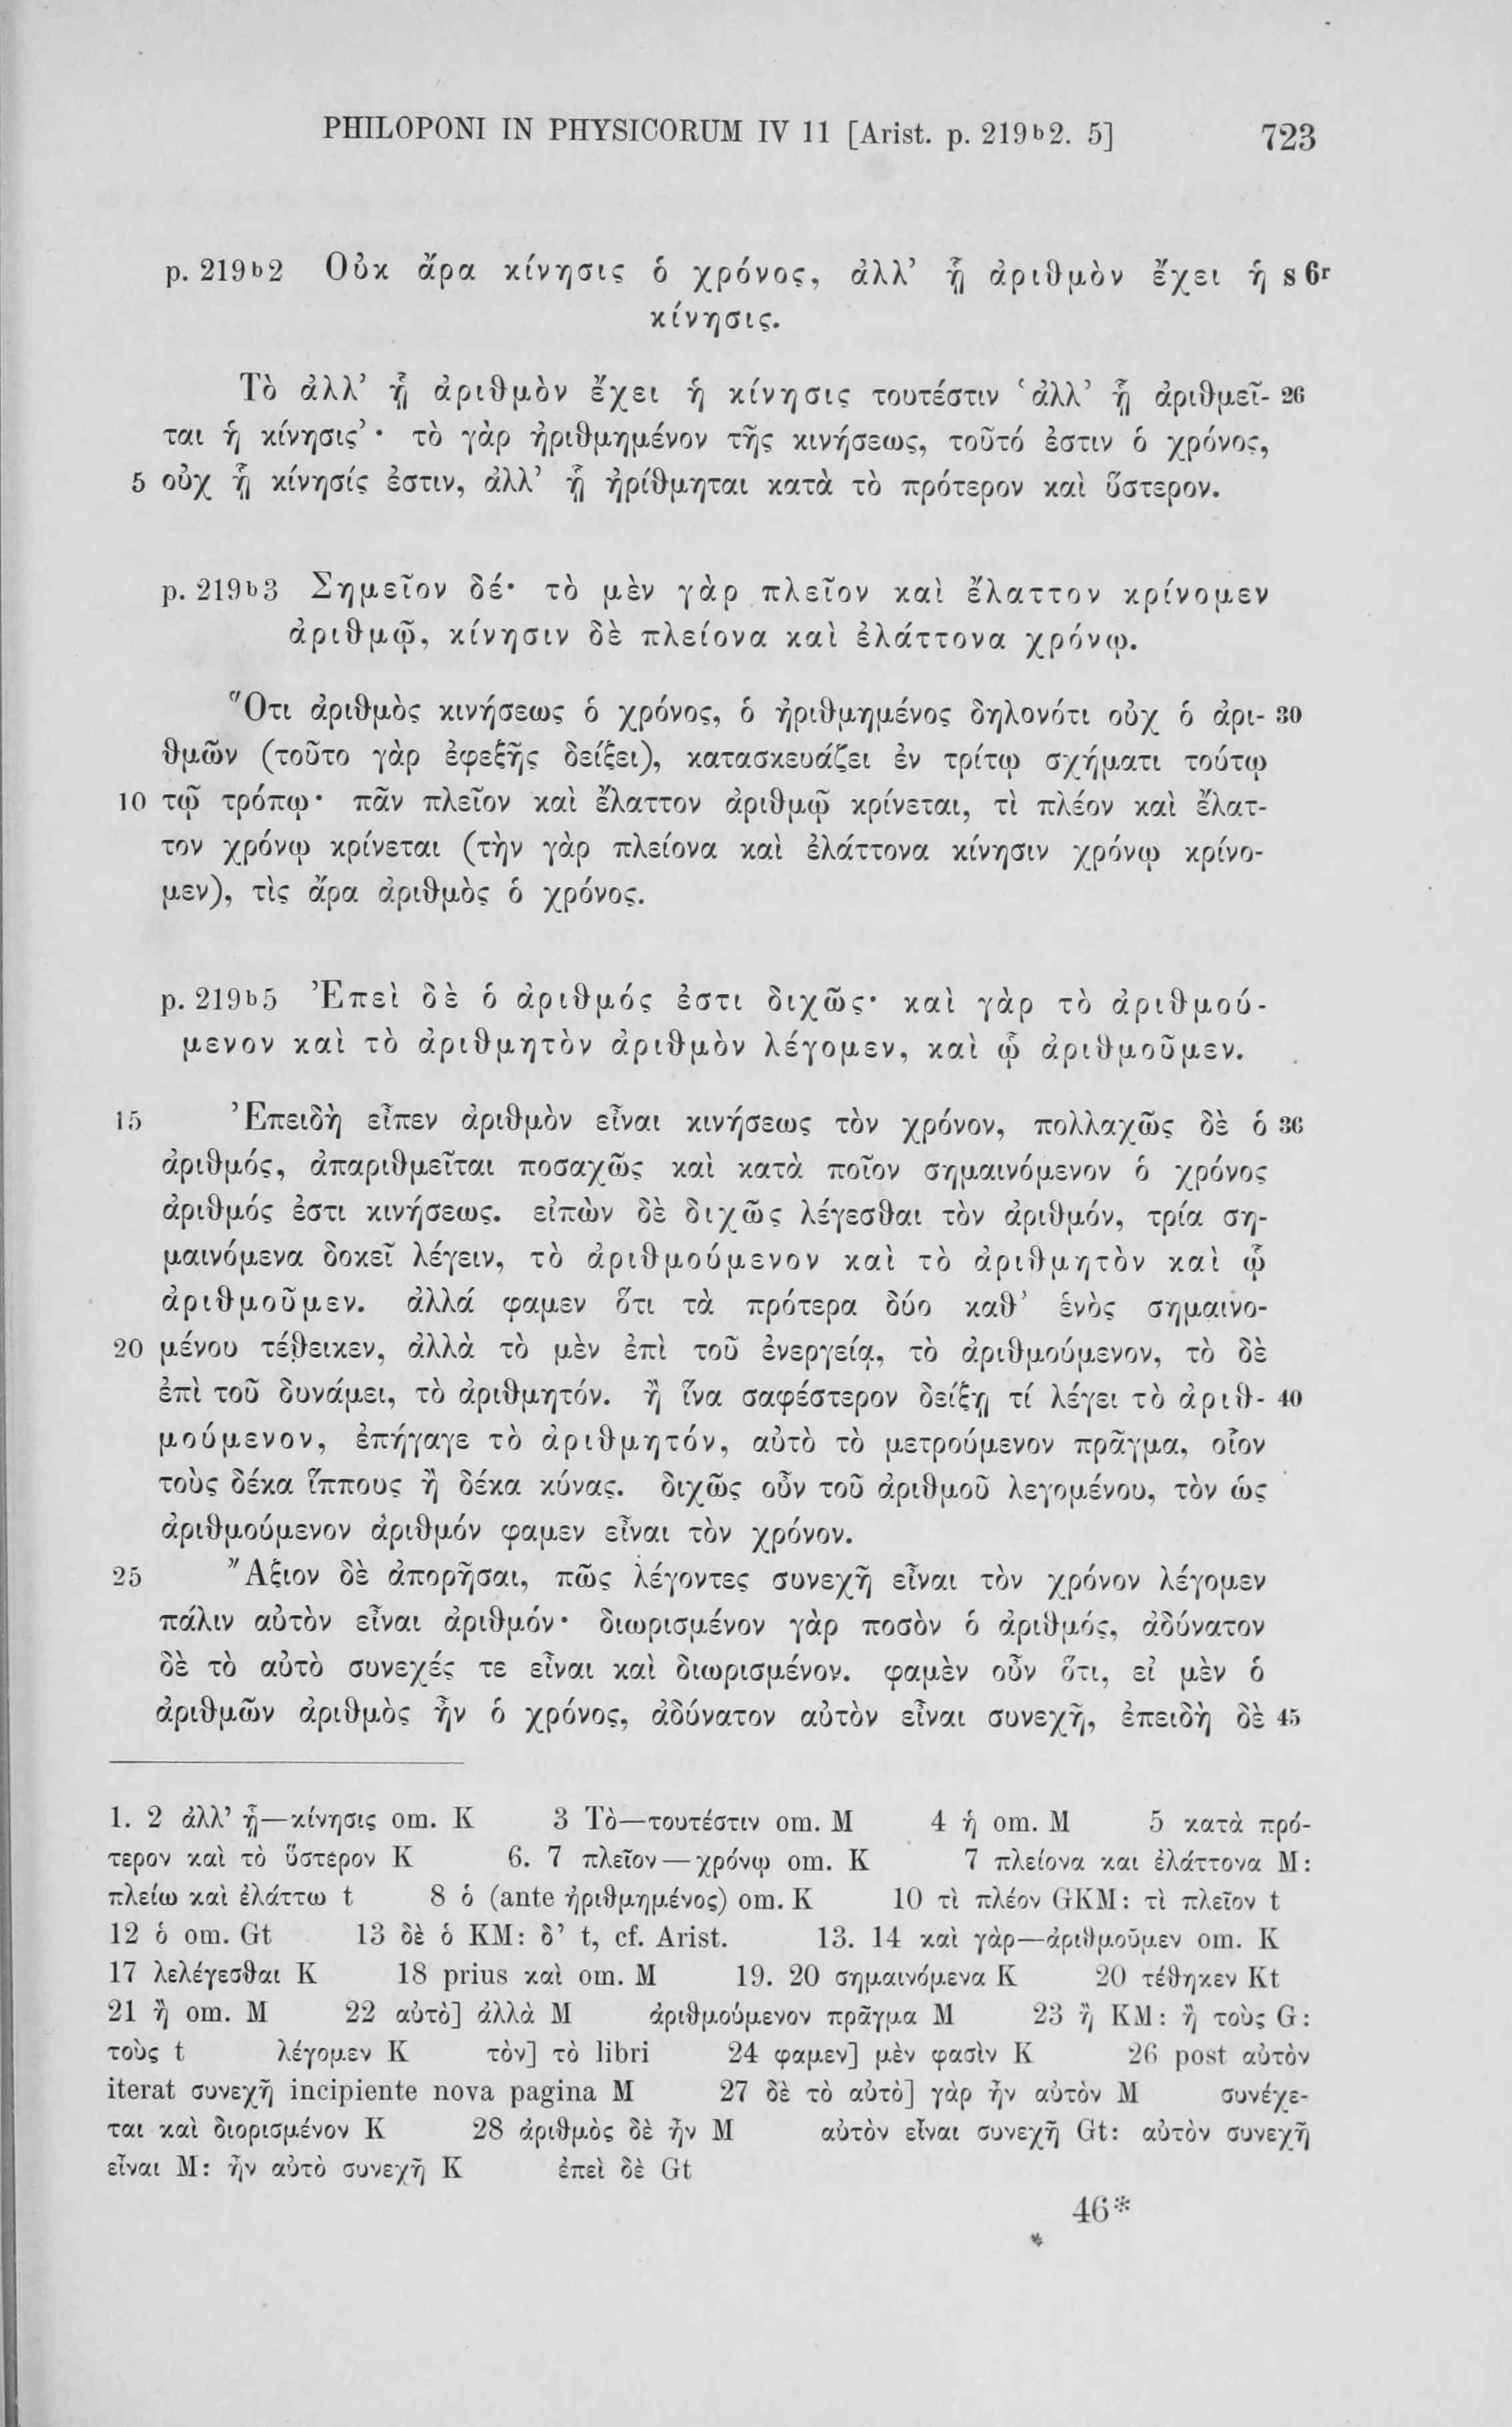 PHILOPONI IN PHYSICORUM IV 11 [Arist. p. 219b2. 5] 723
p. 219b2 Οὐκ ἄρα κίνησις ὁ χρόνος, ἀλλ’ ᾗ ἀριθμὸν ἔχει ἡ s 6r
κίνησις.
Τὸ ἀλλ’ ᾗ ἀριθμὸν ἔχει ἡ κίνησις τουτέστιν ‘ἀλλ’ ᾗ ἀριθμεῖ- 26
ται ἡ κίνησις’· τὸ γὰρ ἠριθμημένον τῆς κινήσεως, τοῦτό ἐστιν ὁ χρόνος,
5 οὐχ ᾗ κίνησίς ἐστιν, ἀλλ’ ᾗ ἠρίθμηται κατὰ τὸ πρότερον καὶ ὕστερον.
p. 219b3 Σημεῖον δέ· τὸ μὲν γὰρ πλεῖον καὶ ἔλαττον κρίνομεν
ἀριθμῷ, κίνησιν δὲ πλείονα καὶ ἐλάττονα χρόνῳ.
Ὅτι ἀριθμὸς κινήσεως ὁ χρόνος, ὁ ἠριθμημένος δηλονότι οὐχ ὁ ἀρι- 30
θμῶν (τοῦτο γὰρ ἐφεξῆς δείξει), κατασκευάζει ἐν τρίτῳ σχήματι τούτῳ
10 τῷ τρόπῳ· πᾶν πλεῖον καὶ ἔλαττον ἀριθμῷ κρίνεται, τὶ πλέον καὶ ἔλατ-
τον χρόνῳ κρίνεται (τὴν γὰρ πλείονα καὶ ἐλάττονα κίνησιν χρόνῳ κρίνο-
μεν), τὶς ἄρα ἀριθμὸς ὁ χρόνος.
p. 219b5 Ἐπεὶ δὲ ὁ ἀριθμός ἐστι διχῶς· καὶ γὰρ τὸ ἀριθμού-
μενον καὶ τὸ ἀριθμητὸν ἀριθμὸν λέγομεν, καὶ ᾧ ἀριθμοῦμεν.
15 Ἐπειδὴ εἶπεν ἀριθμὸν εἶναι κινήσεως τὸν χρόνον, πολλαχῶς δὲ ὁ 36
ἀριθμός, ἀπαριθμεῖται ποσαχῶς καὶ κατὰ ποῖον σημαινόμενον ὁ χρόνος
ἀριθμός ἐστι κινήσεως. εἰπὼν δὲ διχῶς λέγεσθαι τὸν ἀριθμόν, τρία ση-
μαινόμενα δοκεῖ λέγειν, τὸ ἀριθμούμενον καὶ τὸ ἀριθμητὸν καὶ ᾧ
ἀριθμοῦμεν. ἀλλά φαμεν ὅτι τὰ πρότερα δύο καθ’ ἑνὸς σημαινο-
20 μένου τέθεικεν, ἀλλὰ τὸ μὲν ἐπὶ τοῦ ἐνεργείᾳ, τὸ ἀριθμούμενον, τὸ δὲ
ἐπὶ τοῦ δυνάμει, τὸ ἀριθμητόν. ἢ ἵνα σαφέστερον δείξῃ τί λέγει τὸ ἀριθ- 40
μούμενον, ἐπήγαγε τὸ ἀριθμητόν, αὐτὸ τὸ μετρούμενον πρᾶγμα, οἷον
τοὺς δέκα ἵππους ἢ δέκα κύνας. διχῶς οὖν τοῦ ἀριθμοῦ λεγομένου, τὸν ὡς
ἀριθμούμενον ἀριθμόν φαμεν εἶναι τὸν χρόνον.
25 Ἄξιον δὲ ἀπορῆσαι, πῶς λέγοντες συνεχῆ εἶναι τὸν χρόνον λέγομεν
πάλιν αὐτὸν εἶναι ἀριθμόν· διωρισμένον γὰρ ποσὸν ὁ ἀριθμός, ἀδύνατον
δὲ τὸ αὐτὸ συνεχές τε εἶναι καὶ διωρισμένον. φαμὲν οὖν ὅτι, εἰ μὲν ὁ
ἀριθμῶν ἀριθμὸς ἦν ὁ χρόνος, ἀδύνατον αὐτὸν εἶναι συνεχῆ, ἐπειδὴ δὲ 45
1. 2 ἀλλ’ ᾗ—κίνησις om. K 3 Τὸ—τουτέστιν om. M 4 ἡ om. M 5 κατὰ πρό-
τερον καὶ τὸ ὕστερον K 6. 7 πλεῖον—χρόνῳ om. K 7 πλείονα και ἐλάττονα M:
πλείω καὶ ἐλάττω t 8 ὁ (ante ἠριθμημένος) om. K 10 τὶ πλέον GKM: τὶ πλεῖον t
12 ὁ om. Gt 13 δὲ ὁ KM: δ’ t, cf. Arist. 13. 14 καὶ γὰρ—ἀριθμοῦμεν om. K
17 λελέγεσθαι K 18 prius καὶ om. M 19. 20 σημαινόμενα K 20 τέθηκεν Kt
21 ἢ om. M 22 αὐτὸ] ἀλλὰ M ἀριθμούμενον πρᾶγμα M 23 ἢ KM: ἢ τοὺς G:
τοὺς t λέγομεν K τὸν] τὸ libri 24 φαμεν] μὲν φασὶν K 26 post αὐτὸν
iterat συνεχῆ incipiente nova pagina M 27 δὲ τὸ αὐτὸ] γὰρ ἦν αὐτὸν M συνέχε-
ται καὶ διορισμένον K 28 ἀριθμὸς δὲ ἦν M αὐτὸν εἶναι συνεχῆ Gt: αὐτὸν συνεχῆ
εἶναι M: ἦν αὐτὸ συνεχῆ K ἐπεὶ δὲ Gt
46*